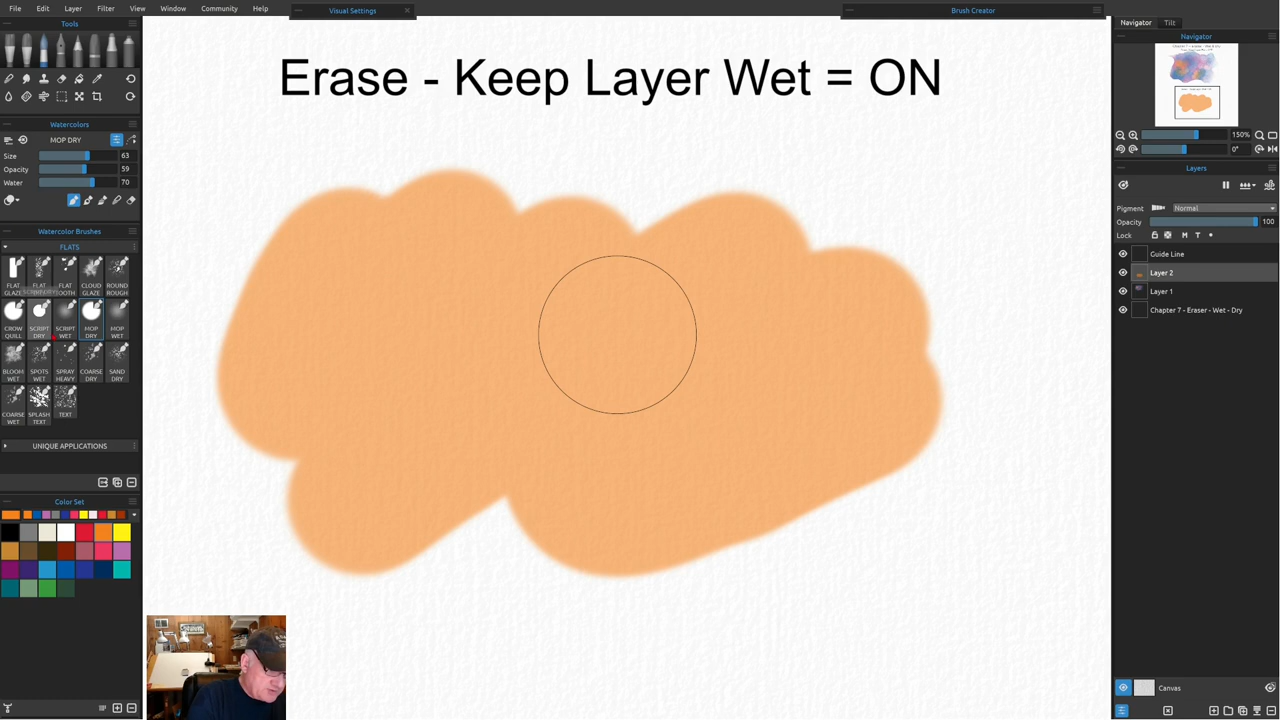 File Edit Layer Filter View Window Community Help
Visual Settings
Brush Creator
Tools
Erase - Keep Layer Wet = ON
Watercolors
MOP DRY
Size 63
Opacity 59
Water 70
Watercolor Brushes
FLATS
FLAT GLAZE
FLAT
FLAT
CLOUD GLAZE
ROUND ROUGH
CROW QUILL
SCRIPT DRY
SCRIPT WET
MOP DRY
MOP WET
BLOOM WET
SPOTS WET
SPRAY HEAVY
COARSE DRY
SAND DRY
COARSE WET
SPLASH TEXT
TEXT
UNIQUE APPLICATIONS
Color Set
Navigator Tilt
Navigator
150%
0°
Layers
Pigment Normal
Opacity 100
Lock M T
Guide Line
Layer 2
Layer 1
Chapter 7 - Eraser - Wet - Dry
Canvas